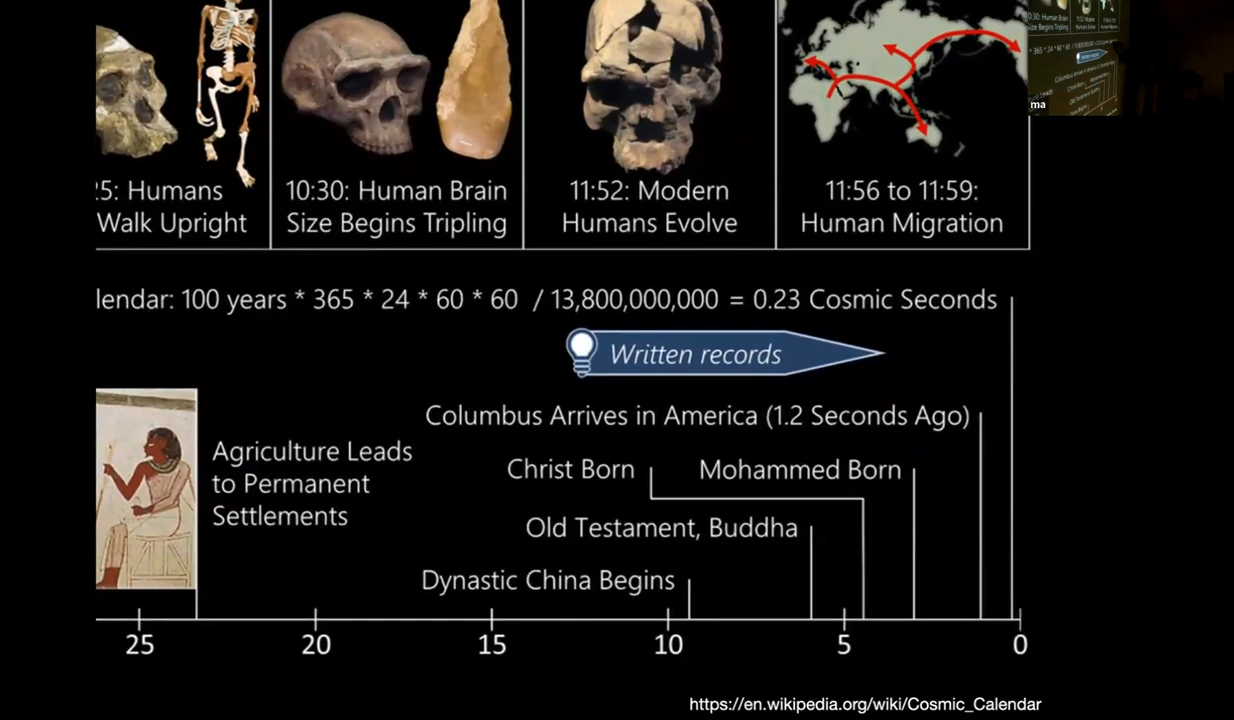 25: Humans
Walk Upright
10:30: Human Brain
Size Begins Tripling
11:52: Modern
Humans Evolve
11:56 to 11:59:
Human Migration
ma
lendar: 100 years * 365 * 24 * 60 * 60 / 13,800,000,000 = 0.23 Cosmic Seconds
Written records
Columbus Arrives in America (1.2 Seconds Ago)
Agriculture Leads
to Permanent
Settlements
Christ Born
Mohammed Born
Old Testament, Buddha
Dynastic China Begins
25 20 15 10 5 0
https://en.wikipedia.org/wiki/Cosmic_Calendar